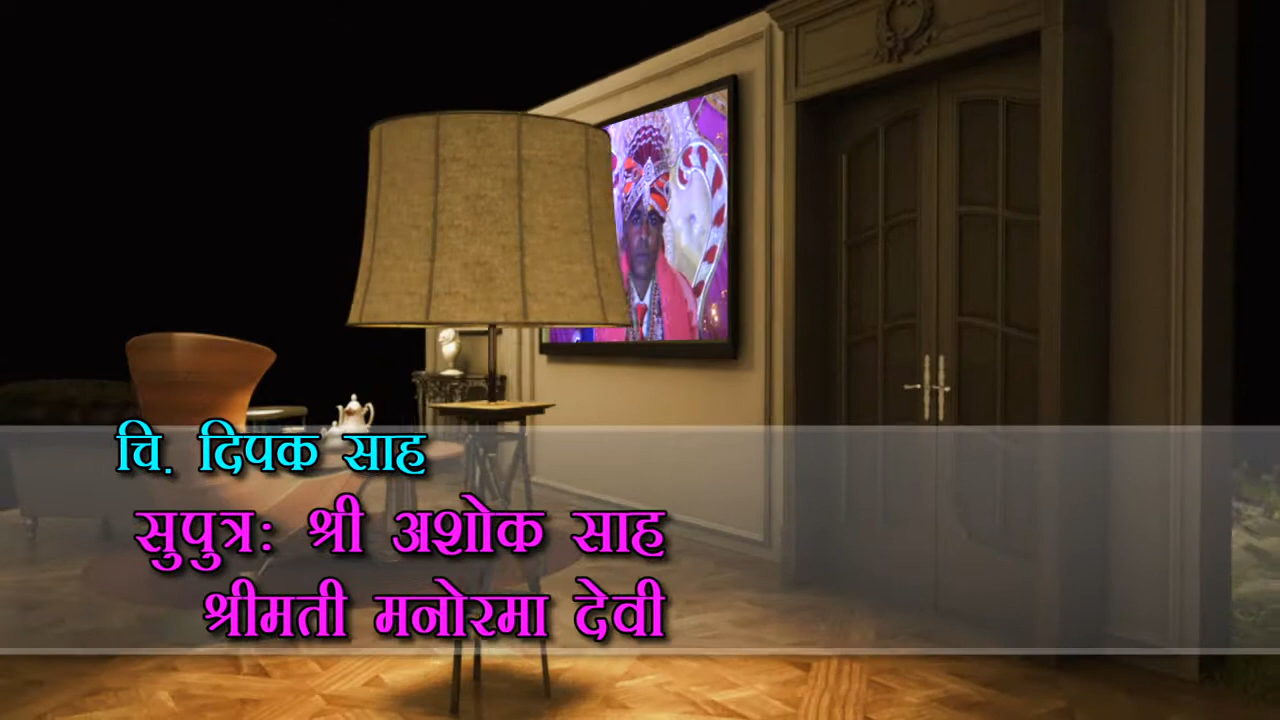 चि. दिपक साह
सुपुत्रः श्री अशोक साह
श्रीमती मनोरमा देवी